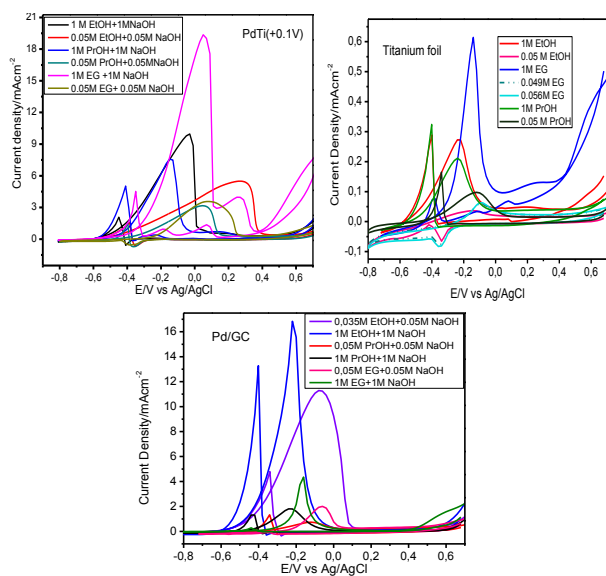 PdTi(+0.1V)
1 M EtOH+1MNaOH
0.05M EtOH+0.05M NaOH
1M PrOH+1M NaOH
0.05M PrOH+0.05MNaOH
1M EG +1M NaOH
0.05M EG+ 0.05M NaOH
Current density/mAcm-2
21
18
15
12
9
6
3
0
-0,8 -0,6 -0,4 -0,2 0,0 0,2 0,4 0,6
E/V vs Ag/AgCl
Titanium foil
1M EtOH
0.05 M EtOH
1M EG
0.049M EG
0.056M EG
1M PrOH
0.05 M PrOH
Current Density/mAcm-2
0,6
0,5
0,4
0,3
0,2
0,1
0,0
-0,1
-0,8 -0,6 -0,4 -0,2 0,0 0,2 0,4 0,6
E/V vs Ag/AgCl
Pd/GC
0,035M EtOH+0.05M NaOH
1M EtOH+1M NaOH
0,05M PrOH+0.05M NaOH
1M PrOH+1M NaOH
0,05M EG+0.05M NaOH
1M EG+1M NaOH
Current Density/mAcm-2
16
14
12
10
8
6
4
2
0
-0,8 -0,6 -0,4 -0,2 0,0 0,2 0,4 0,6
E/V vs Ag/AgCl